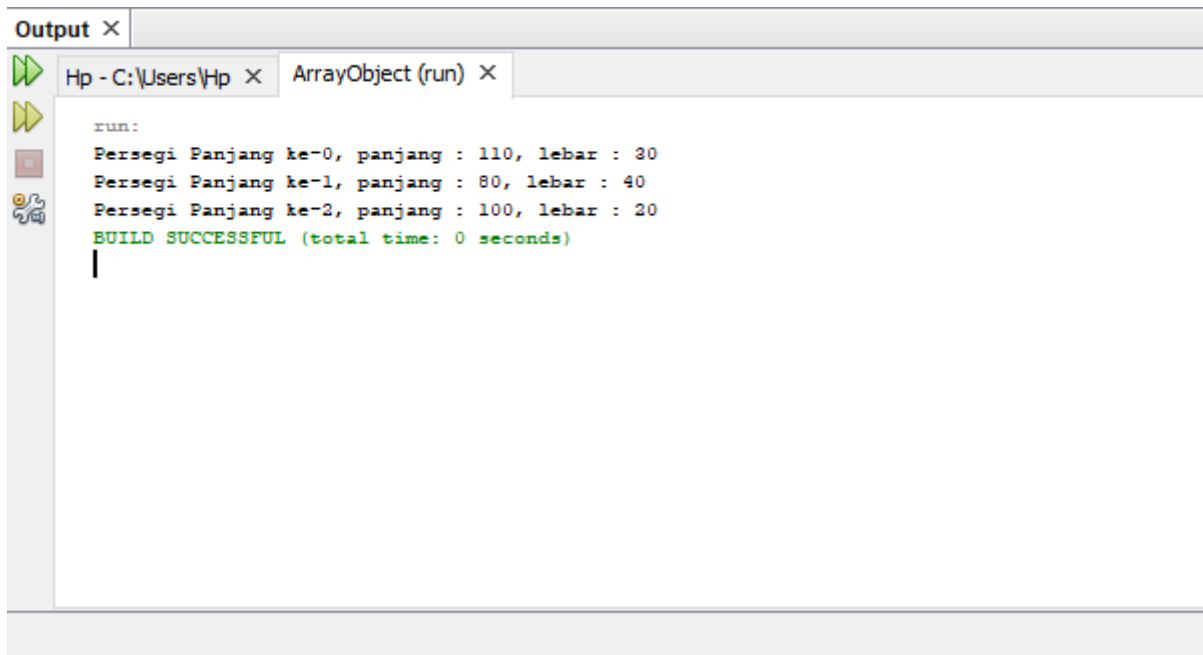 Output
Hp - C:\Users\Hp ArrayObject (run)
run:
Persegi Panjang ke-0, panjang : 110, lebar : 30
Persegi Panjang ke-1, panjang : 80, lebar : 40
Persegi Panjang ke-2, panjang : 100, lebar : 20
BUILD SUCCESSFUL (total time: 0 seconds)